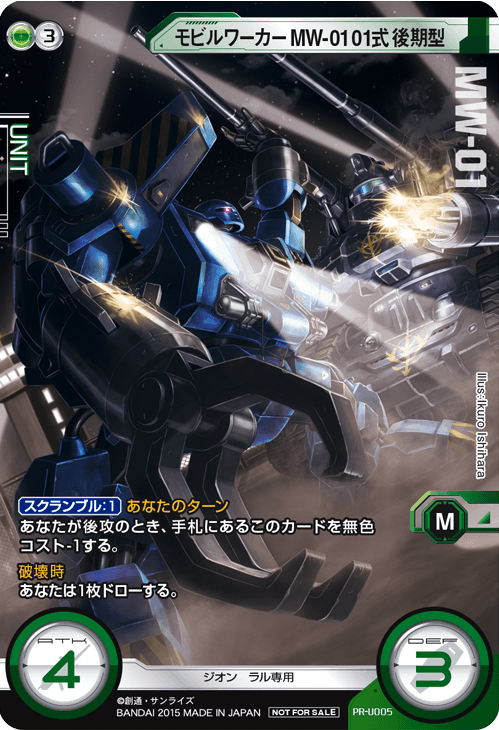 3
モビルワーカー MW-01 01式 後期型
MW-01
UNIT
Illus:Ikuro Ishihara
スクランブル:1 あなたのターン
あなたが後攻のとき、手札にあるこのカードを無色
コスト-1する。
破壊時
あなたは1枚ドローする。
M
ATK
4
DEF
3
ジオン ラル専用
©創通・サンライズ
BANDAI 2015 MADE IN JAPAN NOT FOR SALE
PR-U005